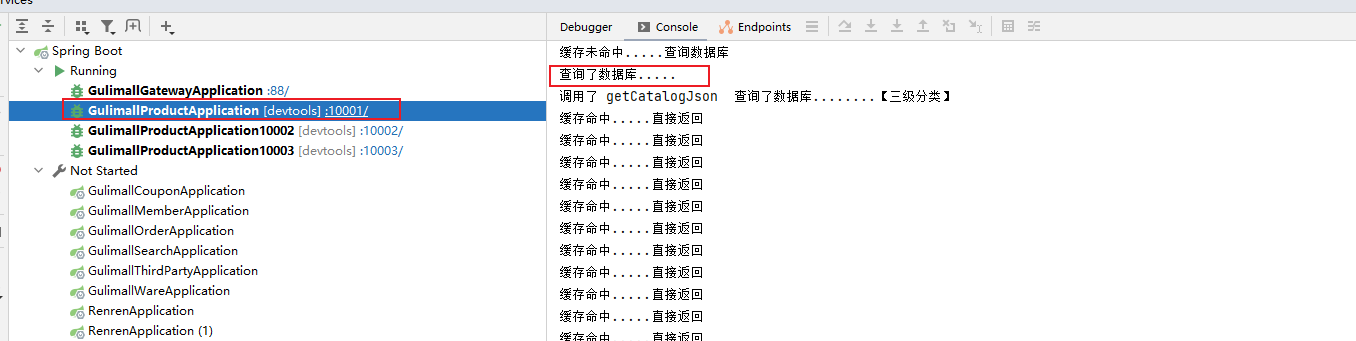 rvices
Debugger Console Endpoints
Spring Boot
Running
GulimallGatewayApplication :88/
GulimallProductApplication [devtools] :10001/
GulimallProductApplication10002 [devtools] :10002/
GulimallProductApplication10003 [devtools] :10003/
Not Started
GulimallCouponApplication
GulimallMemberApplication
GulimallOrderApplication
GulimallSearchApplication
GulimallThirdPartyApplication
GulimallWareApplication
RenrenApplication
RenrenApplication (1)
缓存未命中.....查询数据库
查询了数据库.....
调用了 getCatalogJson 查询了数据库........【三级分类】
缓存命中.....直接返回
缓存命中.....直接返回
缓存命中.....直接返回
缓存命中.....直接返回
缓存命中.....直接返回
缓存命中.....直接返回
缓存命中.....直接返回
缓存命中.....直接返回
缓存命中.....直接返回
缓存命中.....直接返回
缓存命中.....直接返回